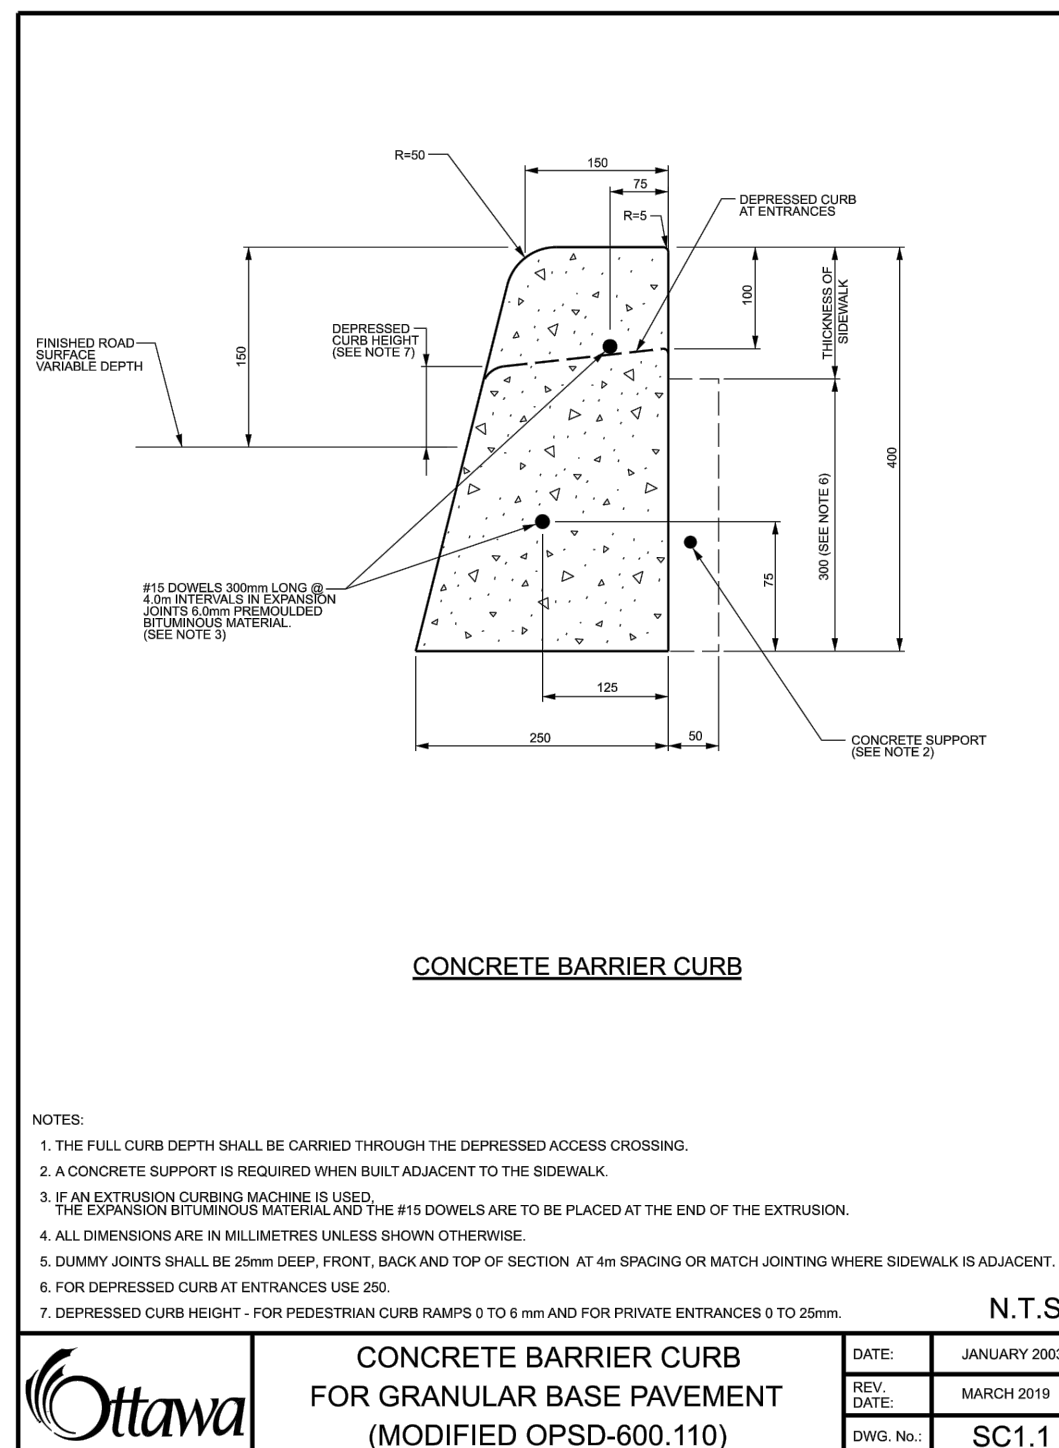 R=50
150
75
R=5
DEPRESSED CURB
AT ENTRANCES
FINISHED ROAD
SURFACE
VARIABLE DEPTH
150
DEPRESSED
CURB HEIGHT
(SEE NOTE 7)
100
THICKNESS OF
SIDEWALK
400
300 (SEE NOTE 6)
75
#15 DOWELS 300mm LONG @
4.0m INTERVALS IN EXPANSION
JOINTS 6.0mm PREMOULDED
BITUMINOUS MATERIAL.
(SEE NOTE 3)
125
250
50
CONCRETE SUPPORT
(SEE NOTE 2)
CONCRETE BARRIER CURB
NOTES:
1. THE FULL CURB DEPTH SHALL BE CARRIED THROUGH THE DEPRESSED ACCESS CROSSING.
2. A CONCRETE SUPPORT IS REQUIRED WHEN BUILT ADJACENT TO THE SIDEWALK.
3. IF AN EXTRUSION CURBING MACHINE IS USED,
THE EXPANSION BITUMINOUS MATERIAL AND THE #15 DOWELS ARE TO BE PLACED AT THE END OF THE EXTRUSION.
4. ALL DIMENSIONS ARE IN MILLIMETRES UNLESS SHOWN OTHERWISE.
5. DUMMY JOINTS SHALL BE 25mm DEEP, FRONT, BACK AND TOP OF SECTION AT 4m SPACING OR MATCH JOINTING WHERE SIDEWALK IS ADJACENT.
6. FOR DEPRESSED CURB AT ENTRANCES USE 250.
7. DEPRESSED CURB HEIGHT - FOR PEDESTRIAN CURB RAMPS 0 TO 6 mm AND FOR PRIVATE ENTRANCES 0 TO 25mm.
N.T.S
Ottawa
CONCRETE BARRIER CURB
FOR GRANULAR BASE PAVEMENT
(MODIFIED OPSD-600.110)
DATE: JANUARY 2003
REV.
DATE: MARCH 2019
DWG. No.: SC1.1